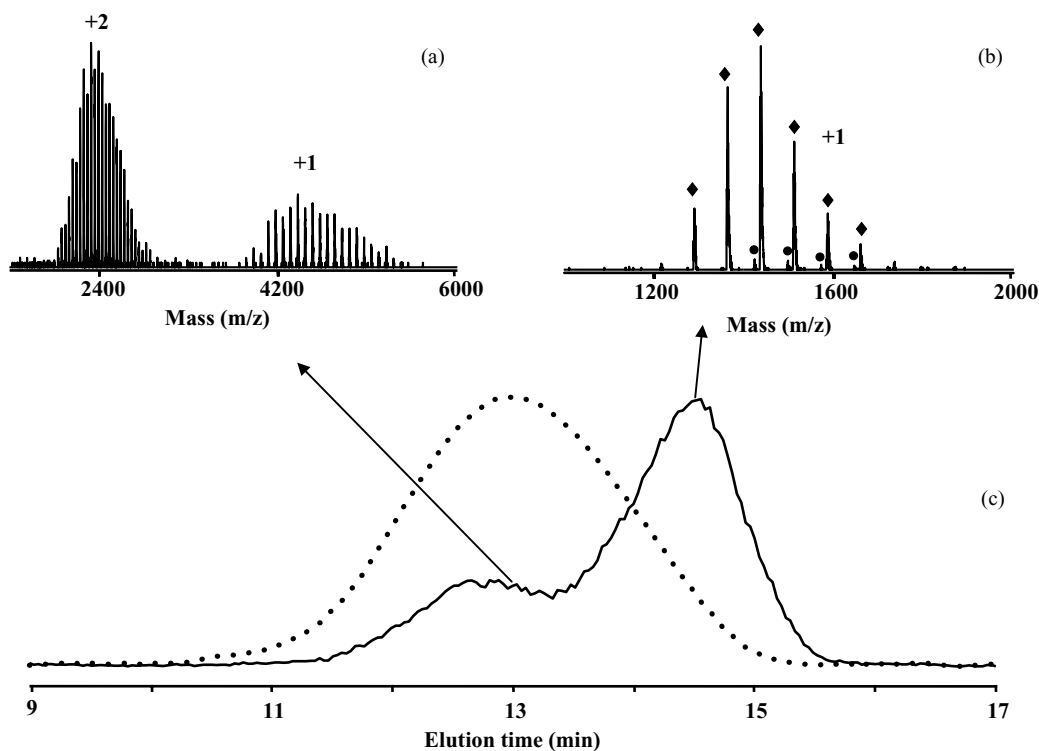 +2
(a)
+1
2400 4200 6000
Mass (m/z)
(b)
+1
1200 1600 2000
Mass (m/z)
(c)
9 11 13 15 17
Elution time (min)